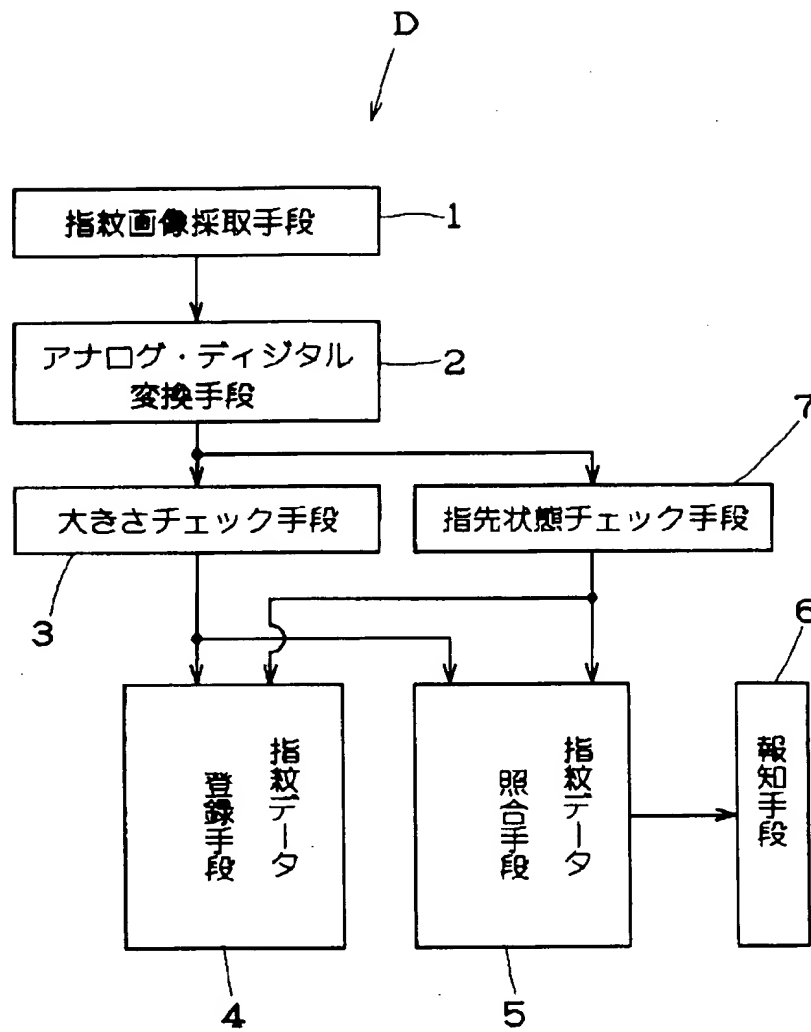 D
指紋画像採取手段
1
アナログ・ディジタル
変換手段
2
7
大きさチェック手段
指先状態チェック手段
3
6
指紋データ
登録手段
指紋データ
照合手段
報知手段
4
5